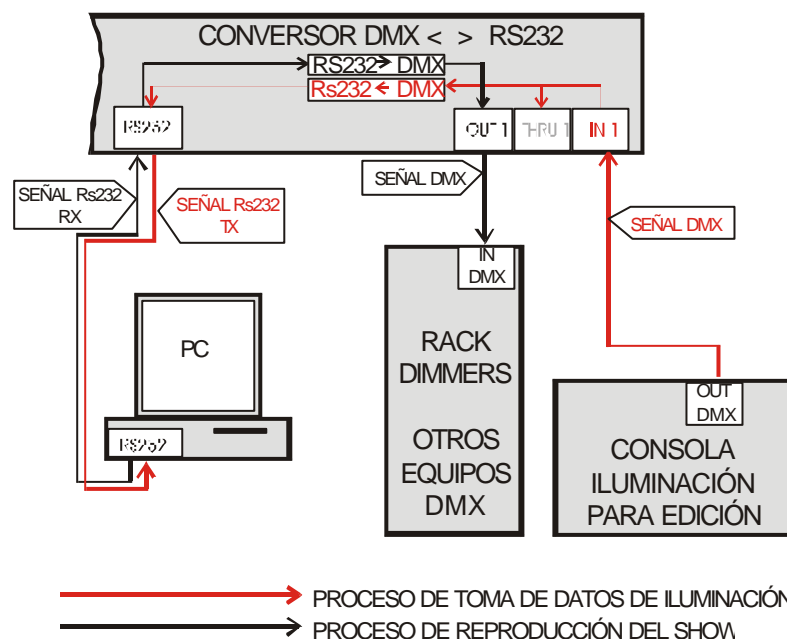 CONVERSOR DMX < > RS232
RS232 DMX
Rs232 DMX
RS232
OUT 1
THRU 1
IN 1
SEÑAL Rs232
RX
SEÑAL Rs232
TX
SEÑAL DMX
SEÑAL DMX
IN
DMX
PC
RS232
RACK
DIMMERS
OTROS
EQUIPOS
DMX
OUT
DMX
CONSOLA
ILUMINACIÓN
PARA EDICIÓN
PROCESO DE TOMA DE DATOS DE ILUMINACIÓN
PROCESO DE REPRODUCCIÓN DEL SHOW